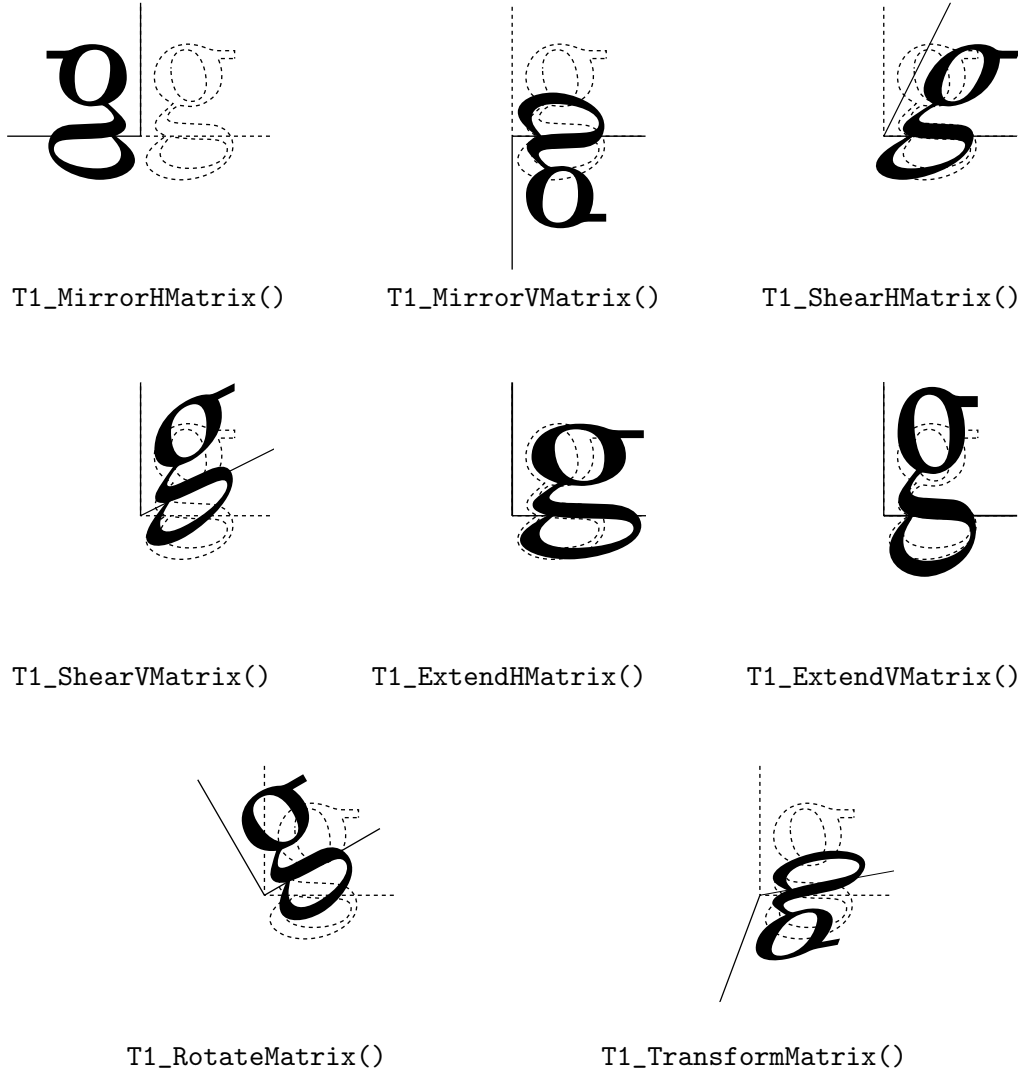 g g g
T1_MirrorHMatrix() T1_MirrorVMatrix() T1_ShearHMatrix()
g g g
T1_ShearVMatrix() T1_ExtendHMatrix() T1_ExtendVMatrix()
g g
T1_RotateMatrix() T1_TransformMatrix()